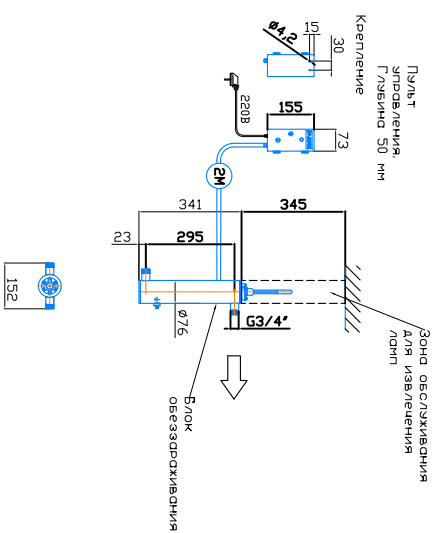 Крепление
15
30
ø4,2
Пульт
управления.
Глубина 50 мм
220В
155
73
2М
341
345
23
295
152
ø76
G3/4"
Зона обслуживания
для извлечения
ламп
Блок
обеззараживания